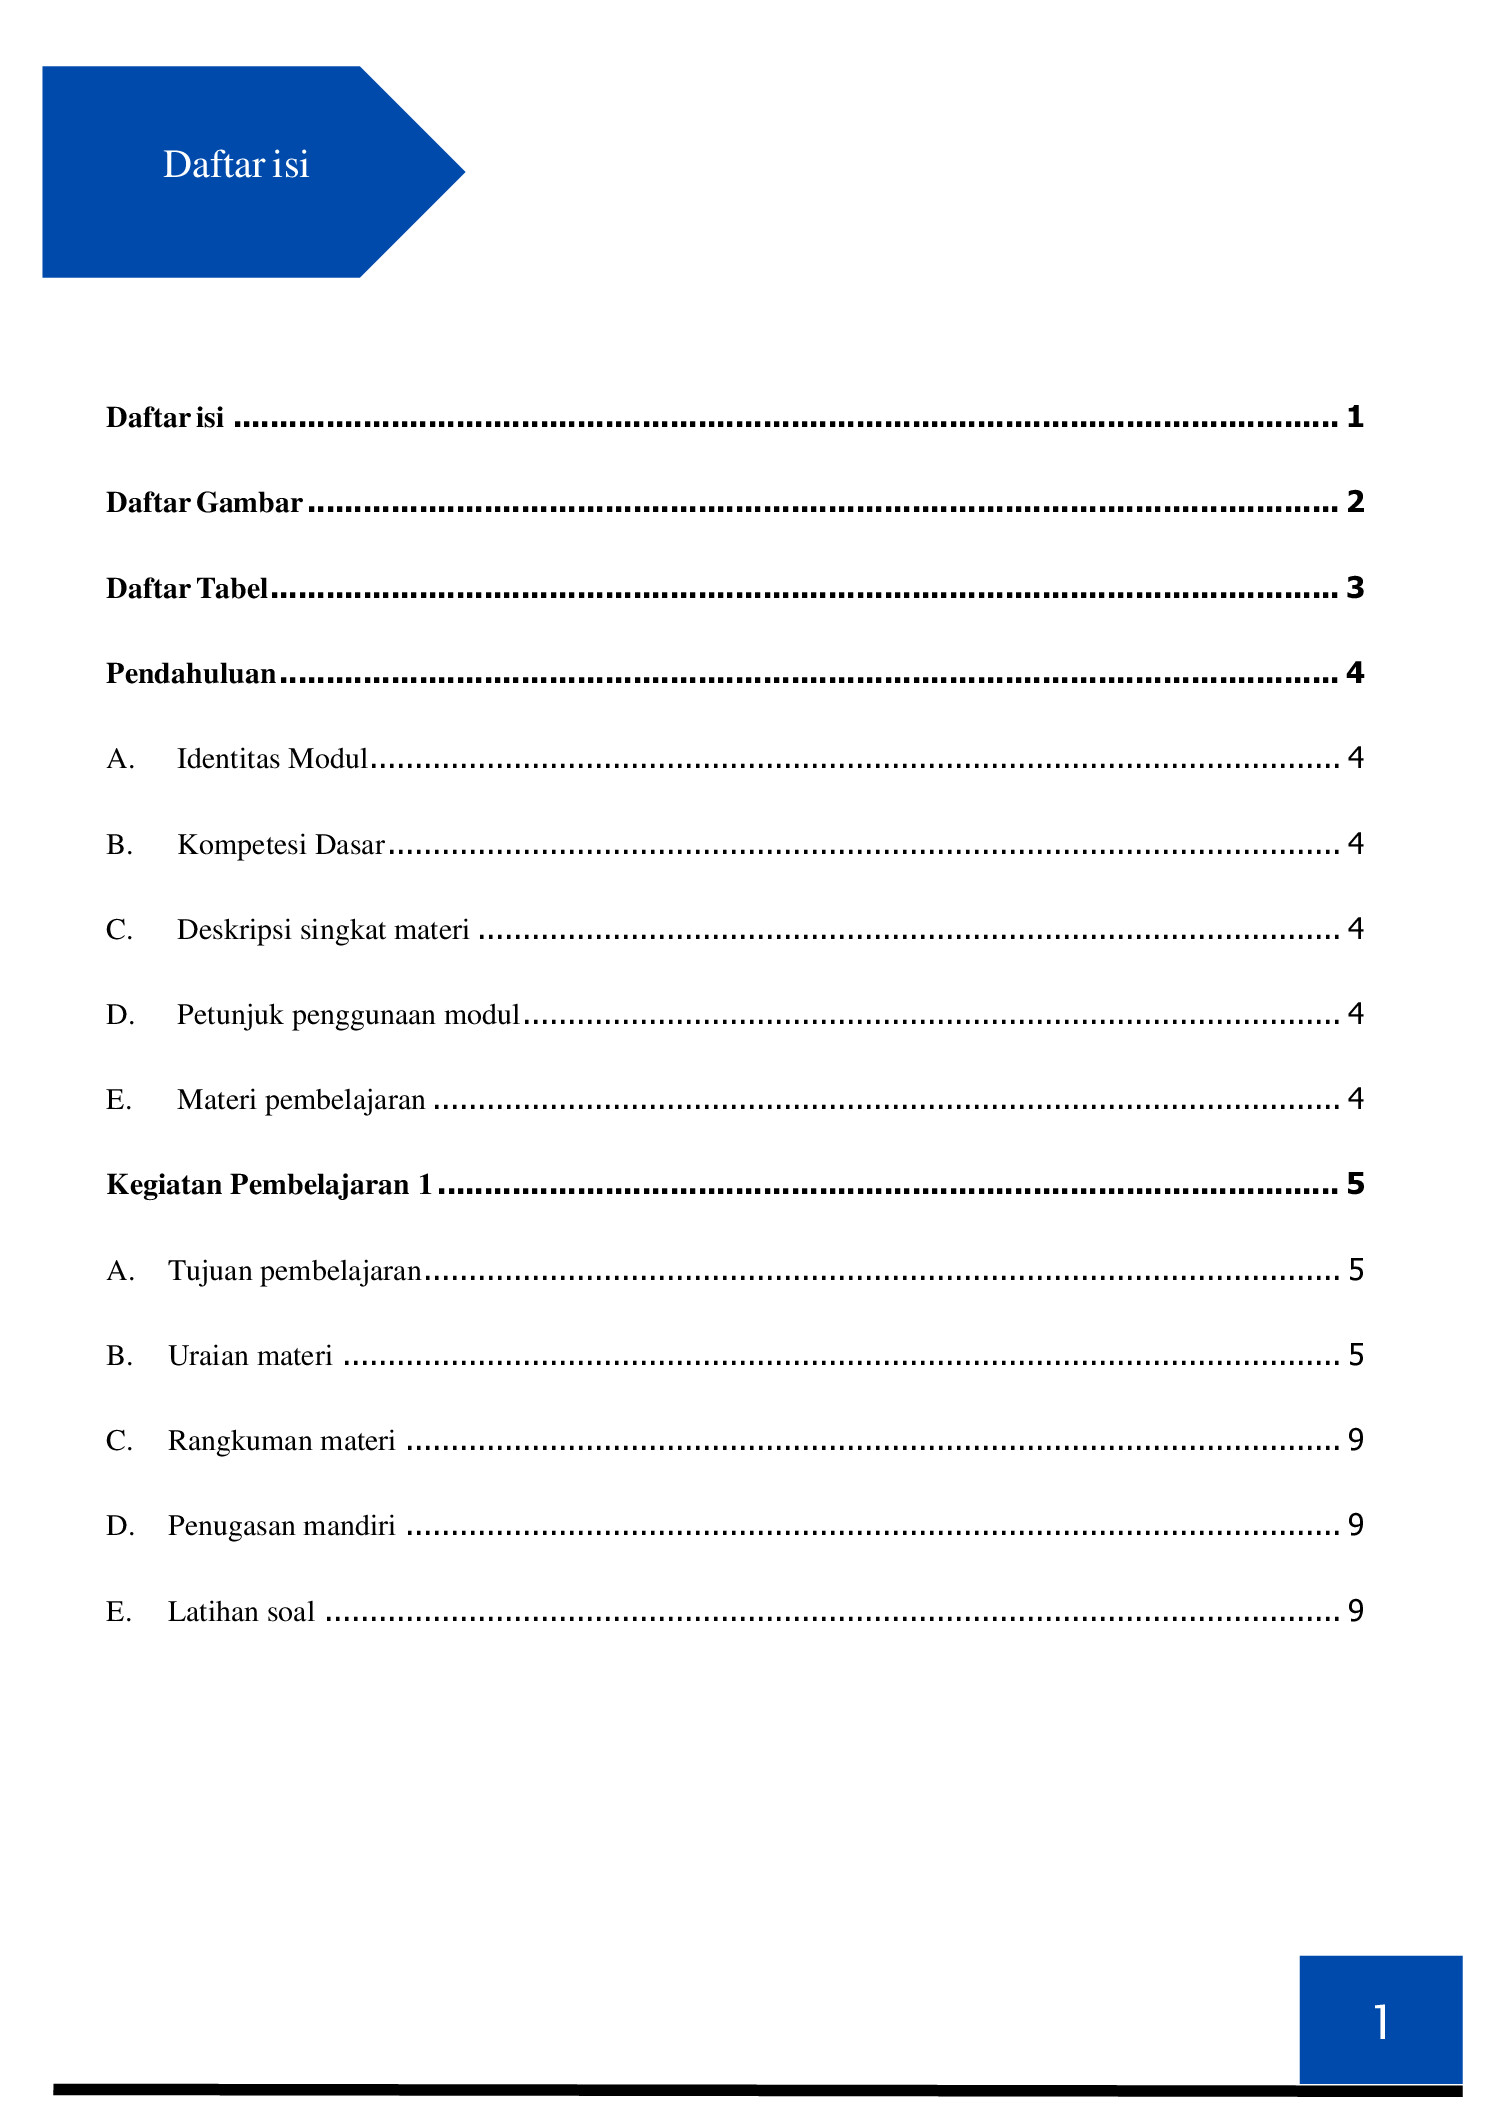 Daftar isi
Daftar isi ........................................................................................................................ 1
Daftar Gambar ................................................................................................................ 2
Daftar Tabel .................................................................................................................... 3
Pendahuluan ................................................................................................................... 4
A. Identitas Modul ............................................................................................................ 4
B. Kompetesi Dasar .......................................................................................................... 4
C. Deskripsi singkat materi ................................................................................................ 4
D. Petunjuk penggunaan modul ........................................................................................... 4
E. Materi pembelajaran ..................................................................................................... 4
Kegiatan Pembelajaran 1 .................................................................................................. 5
A. Tujuan pembelajaran ..................................................................................................... 5
B. Uraian materi ............................................................................................................... 5
C. Rangkuman materi ........................................................................................................ 9
D. Penugasan mandiri ........................................................................................................ 9
E. Latihan soal ................................................................................................................. 9
1